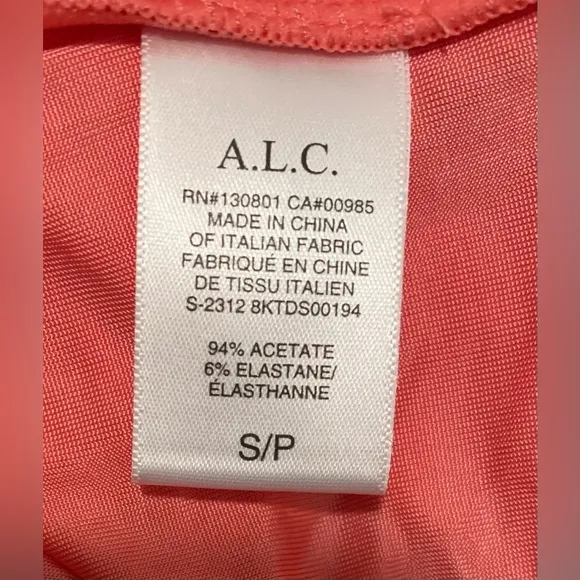 A.L.C.
RN#130801 CA#00985
MADE IN CHINA
OF ITALIAN FABRIC
FABRIQUÉ EN CHINE
DE TISSU ITALIEN
S-2312 8KTDS00194
94% ACETATE
6% ELASTANE/
ÉLASTHANNE
S/P